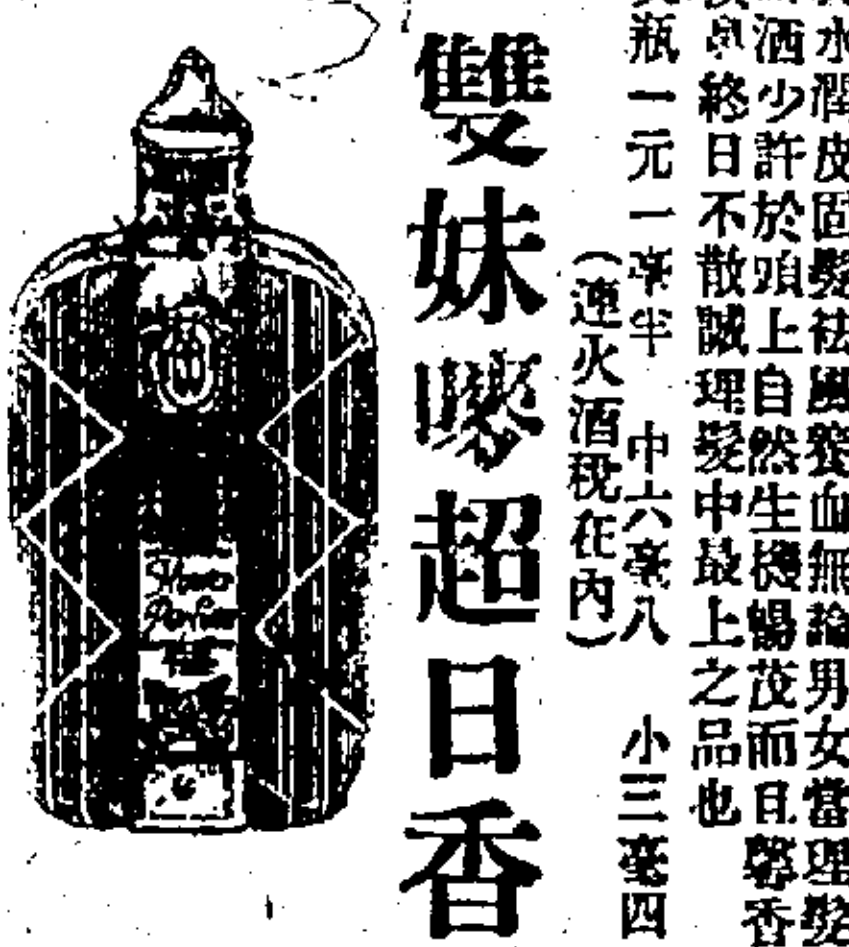 水潤皮固髮祛風養血無論男女當理髮
洒少許於頭上自然生機暢茂而且馨香
終日不散誠理髮中最上之品也
瓶一元一毫半 中六毫八 小三毫四
（連火酒稅在內）
雙妹嚟超日香